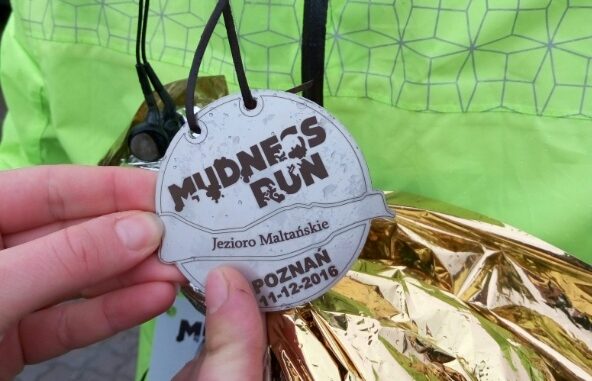 MUDNESS
RUN
Jezioro Maltańskie
POZNAŃ
11-12-2016